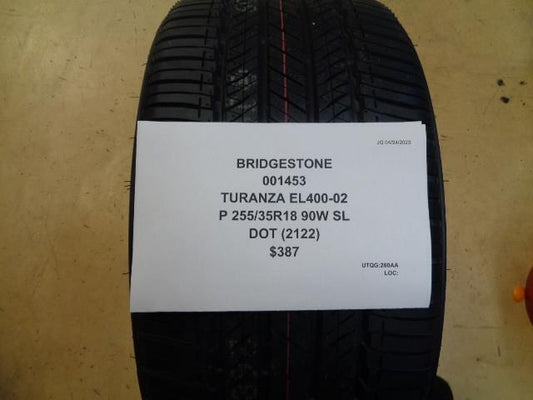 JG 04/24/2023
BRIDGESTONE
001453
TURANZA EL400-02
P 255/35R18 90W SL
DOT (2122)
$387
UTQG:260AA
LOC: